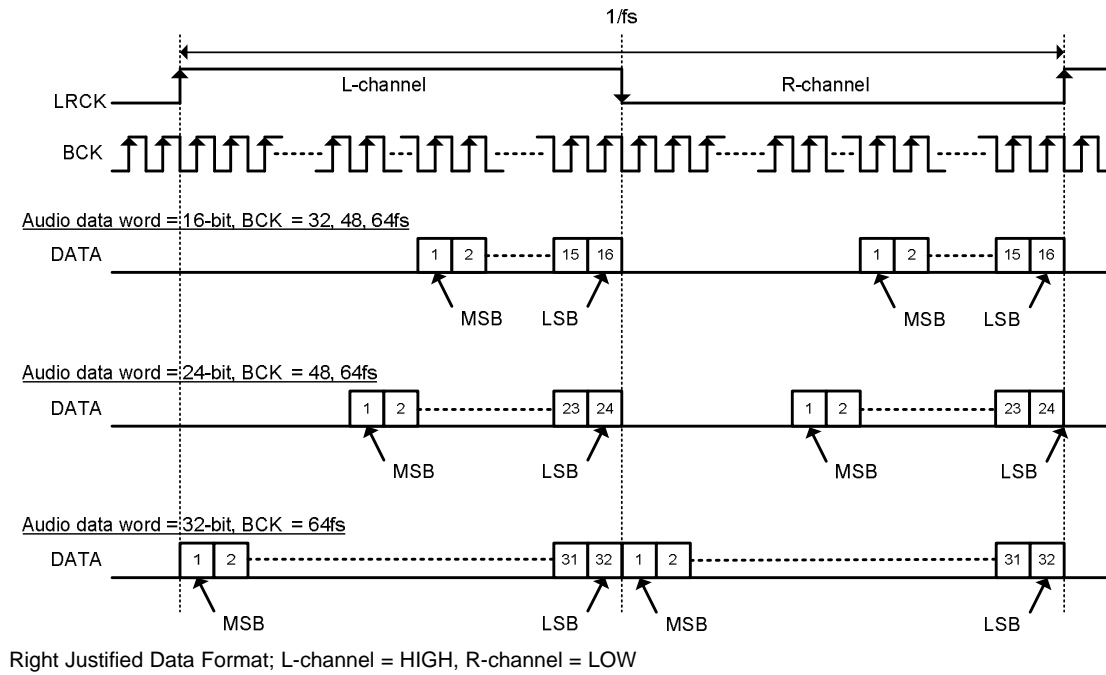 1/fs
L-channel R-channel
LRCK
BCK
Audio data word = 16-bit, BCK = 32, 48, 64fs
DATA 1 2 15 16 1 2 15 16
MSB LSB MSB LSB
Audio data word = 24-bit, BCK = 48, 64fs
DATA 1 2 23 24 1 2 23 24
MSB LSB MSB LSB
Audio data word = 32-bit, BCK = 64fs
DATA 1 2 31 32 1 2 31 32
MSB LSB MSB LSB
Right Justified Data Format; L-channel = HIGH, R-channel = LOW